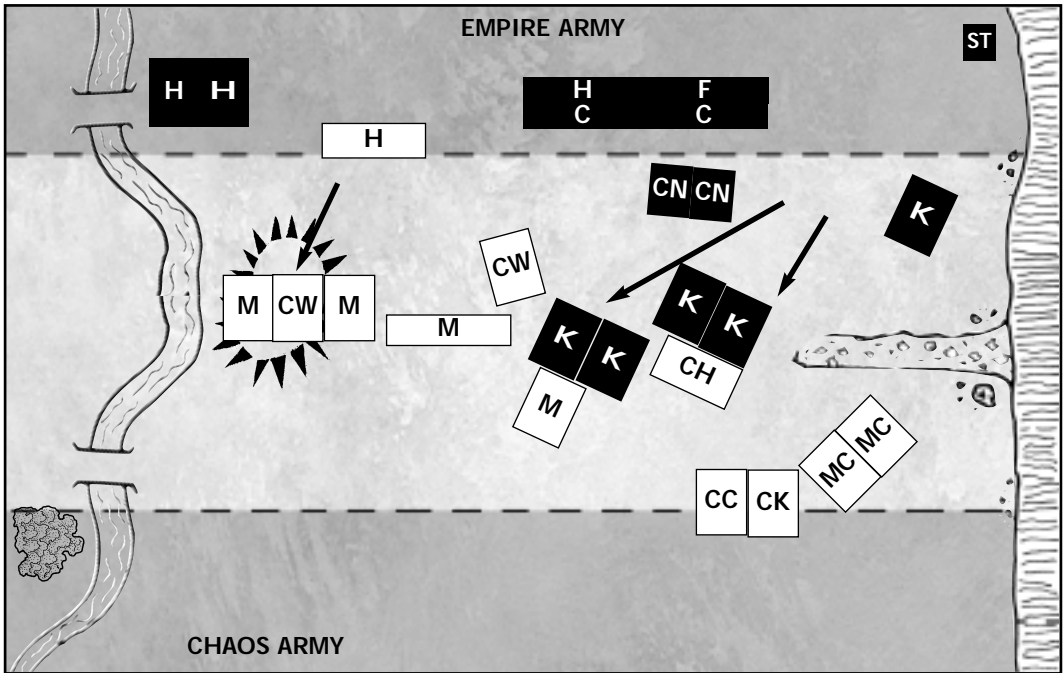 EMPIRE ARMY
ST
H H
H F
C C
H
CN CN
K
CW
M CW M
M
K K
K K
CH
M
MC MC
CC CK
CHAOS ARMY